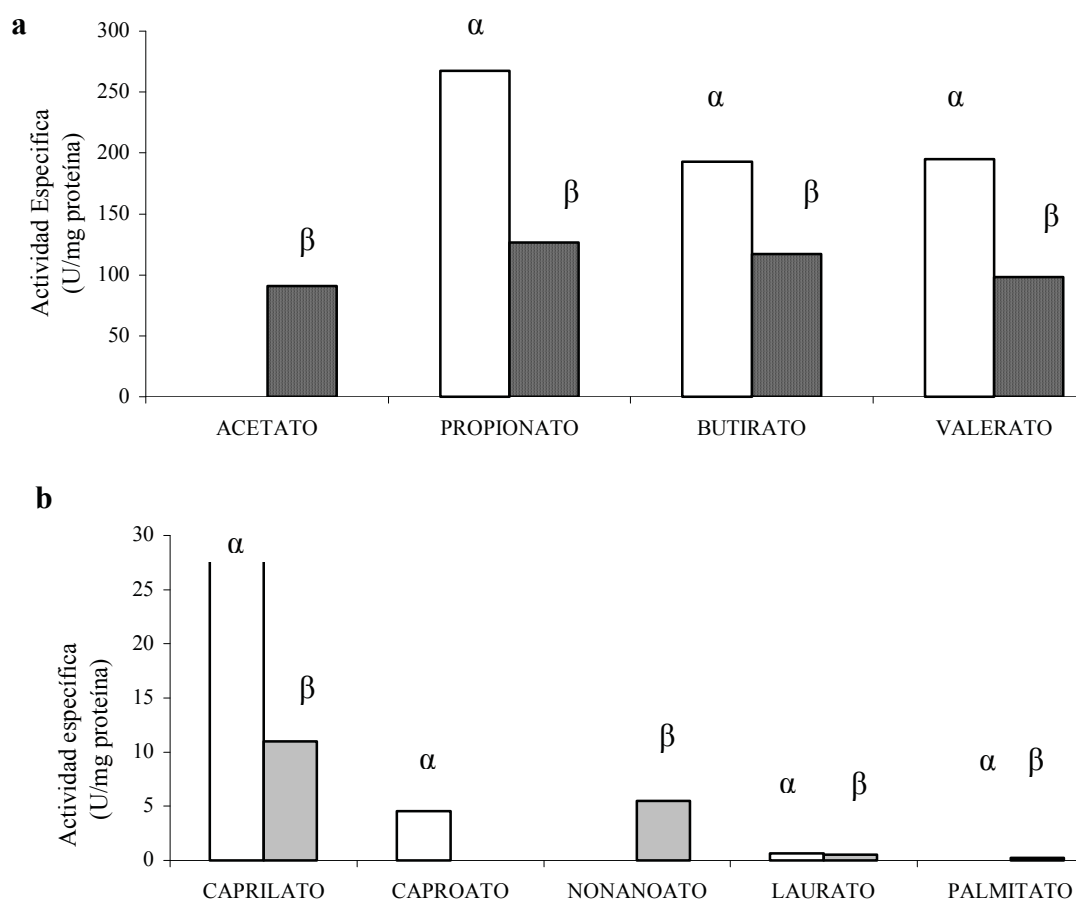 a
300
α
250
α
α
200
β
β
150
β
β
100
50
0
Actividad Especifica
(U/mg proteína)
ACETATO PROPIONATO BUTIRATO VALERATO
b
30
α
25
20
β
15
α
β
10
α β
α β
5
0
Actividad específica
(U/mg proteína)
CAPRILATO CAPROATO NONANOATO LAURATO PALMITATO